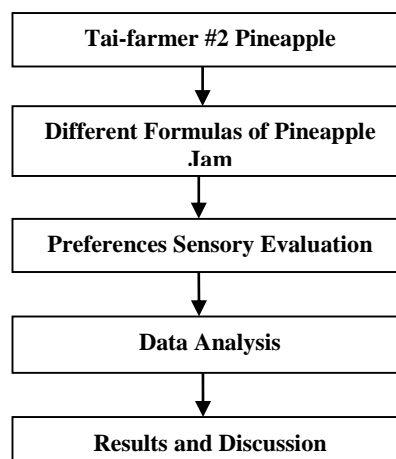 Tai-farmer #2 Pineapple
Different Formulas of Pineapple
Jam
Preferences Sensory Evaluation
Data Analysis
Results and Discussion